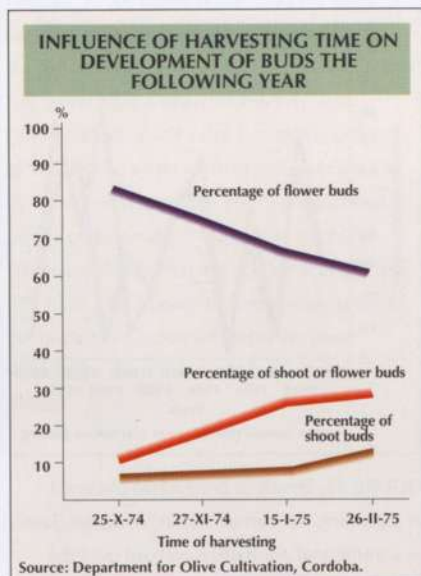 INFLUENCE OF HARVESTING TIME ON
DEVELOPMENT OF BUDS THE
FOLLOWING YEAR
%
100
90
80
70
60
50
40
30
20
10
Percentage of flower buds
Percentage of shoot or flower buds
Percentage of
shoot buds
25-X-74
27-XI-74
15-I-75
26-II-75
Time of harvesting
Source: Department for Olive Cultivation, Cordoba.